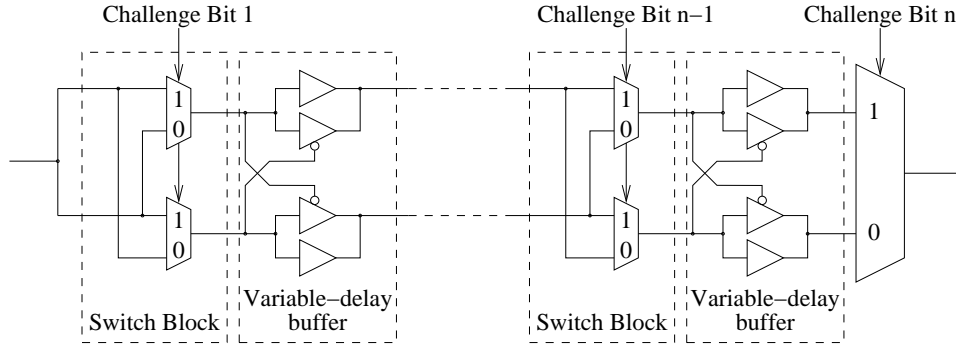 Challenge Bit 1
Challenge Bit n−1
Challenge Bit n
1
0
1
0
1
0
1
0
1
0
Switch Block
Variable−delay
buffer
Switch Block
Variable−delay
buffer